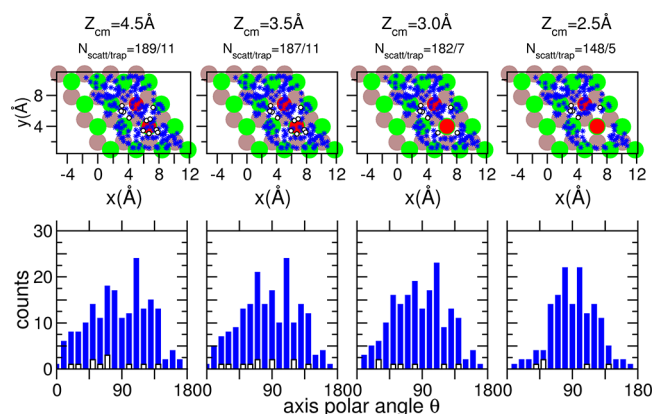 Z_cm=4.5Å Z_cm=3.5Å Z_cm=3.0Å Z_cm=2.5Å
N_scatt/trap=189/11 N_scatt/trap=187/11 N_scatt/trap=182/7 N_scatt/trap=148/5
y(Å)
8
4
-4 0 4 8 12 -4 0 4 8 12 -4 0 4 8 12 -4 0 4 8 12
x(Å) x(Å) x(Å) x(Å)
counts
30
20
10
0
0 90 180 0 90 180 0 90 180 0 90 180
axis polar angle θ